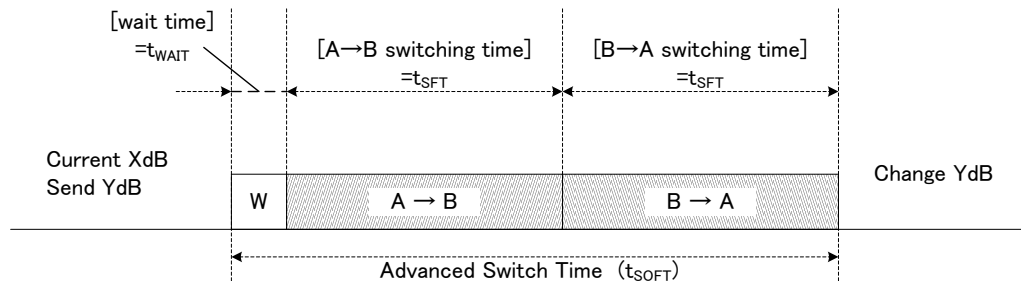 [wait time]
=tWAIT
[A→B switching time]
=tSFT
[B→A switching time]
=tSFT
Current XdB
Send YdB
Change YdB
W
A → B
B → A
Advanced Switch Time (tSOFT)